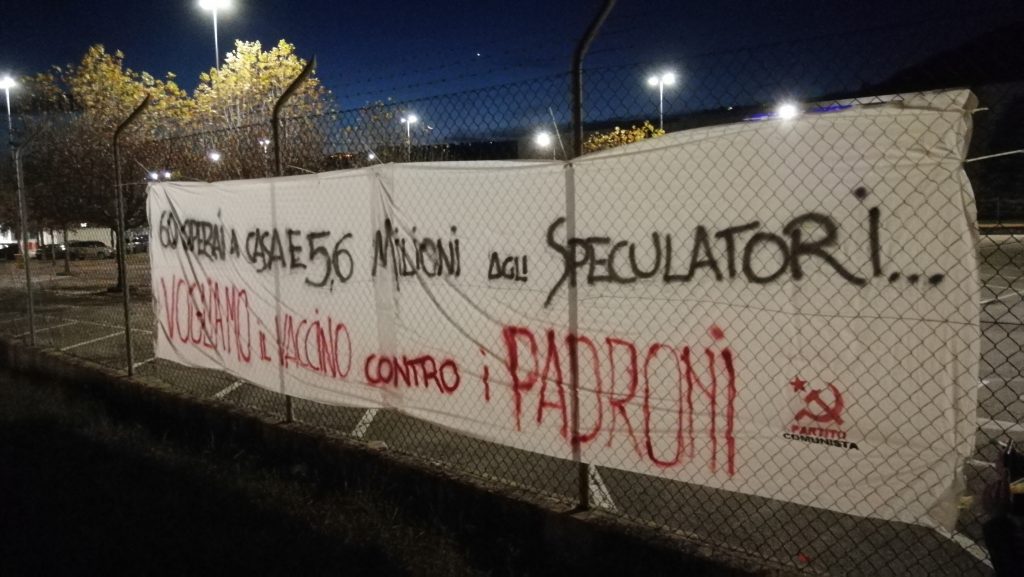 60 OPERAI A CASA E 5,6 MILIONI AGLI SPECULATORI...
VOGLIAMO IL VACCINO CONTRO i PADRONi
PARTITO
COMUNISTA